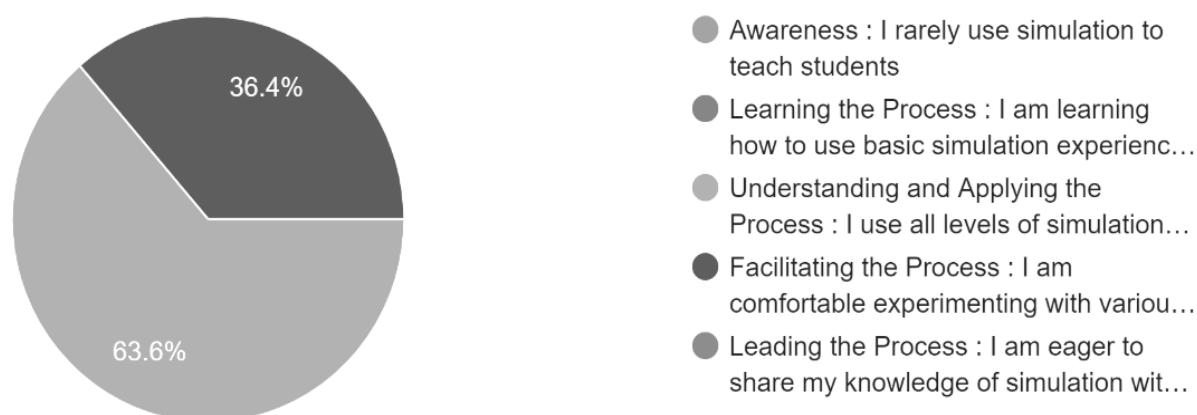 36.4%
63.6%
Awareness : I rarely use simulation to
teach students
Learning the Process : I am learning
how to use basic simulation experienc…
Understanding and Applying the
Process : I use all levels of simulation…
Facilitating the Process : I am
comfortable experimenting with variou…
Leading the Process : I am eager to
share my knowledge of simulation wit…